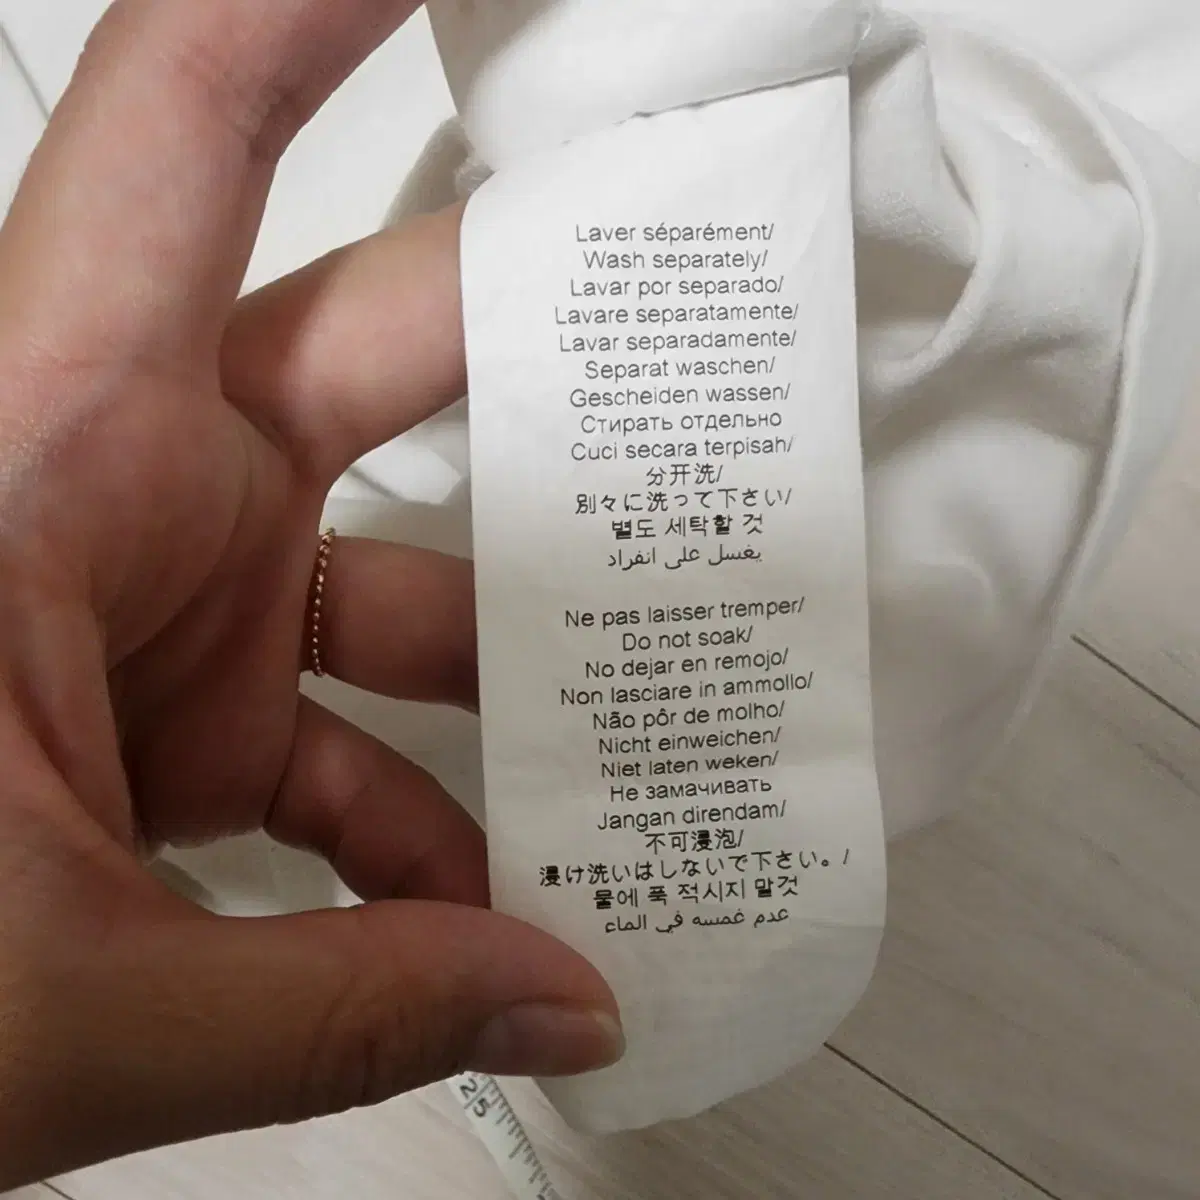 Laver séparément/
Wash separately/
Lavar por separado/
Lavare separatamente/
Lavar separadamente/
Separat waschen/
Gescheiden wassen/
Стирать отдельно
Cuci secara terpisah/
分开洗/
別々に洗って下さい/
별도 세탁할 것
يغسل على انفراد
Ne pas laisser tremper/
Do not soak/
No dejar en remojo/
Non lasciare in ammollo/
Não pôr de molho/
Nicht einweichen/
Niet laten weken/
Не замачивать
Jangan direndam/
不可浸泡/
浸け洗いはしないで下さい。/
물에 푹 적시지 말것
عدم غمسه في الماء
25